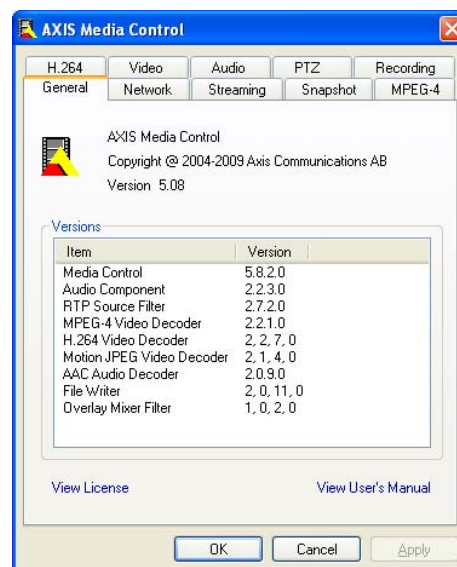 AXIS Media Control
H.264 Video Audio PTZ Recording
General Network Streaming Snapshot MPEG-4
AXIS Media Control
Copyright @ 2004-2009 Axis Communications AB
Version 5.08
Versions
Item Version
Media Control 5.8.2.0
Audio Component 2.2.3.0
RTP Source Filter 2.7.2.0
MPEG-4 Video Decoder 2.2.1.0
H.264 Video Decoder 2, 2, 7, 0
Motion JPEG Video Decoder 2, 1, 4, 0
AAC Audio Decoder 2.0.9.0
File Writer 2, 0, 11, 0
Overlay Mixer Filter 1, 0, 2, 0
View License View User's Manual
OK Cancel Apply